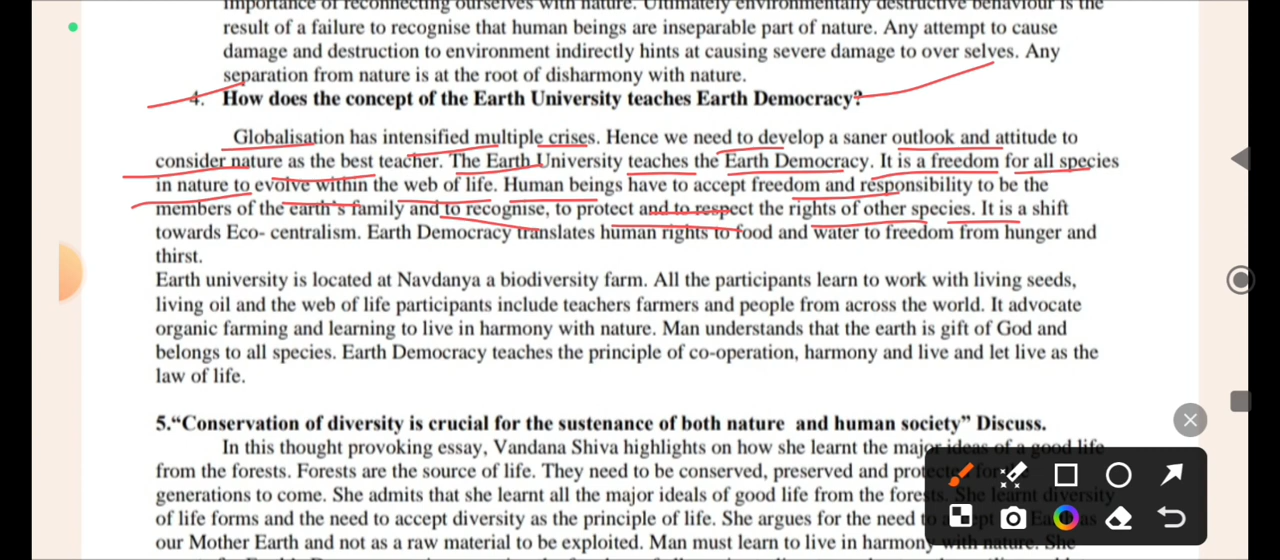 importance of reconnecting ourselves with nature. Ultimately environmentally destructive behaviour is the
result of a failure to recognise that human beings are inseparable part of nature. Any attempt to cause
damage and destruction to environment indirectly hints at causing severe damage to over selves. Any
separation from nature is at the root of disharmony with nature.
4. How does the concept of the Earth University teaches Earth Democracy?
Globalisation has intensified multiple crises. Hence we need to develop a saner outlook and attitude to
consider nature as the best teacher. The Earth University teaches the Earth Democracy. It is a freedom for all species
in nature to evolve within the web of life. Human beings have to accept freedom and responsibility to be the
members of the earth's family and to recognise, to protect and to respect the rights of other species. It is a shift
towards Eco- centralism. Earth Democracy translates human rights to food and water to freedom from hunger and
thirst.
Earth university is located at Navdanya a biodiversity farm. All the participants learn to work with living seeds,
living oil and the web of life participants include teachers farmers and people from across the world. It advocate
organic farming and learning to live in harmony with nature. Man understands that the earth is gift of God and
belongs to all species. Earth Democracy teaches the principle of co-operation, harmony and live and let live as the
law of life.
5.“Conservation of diversity is crucial for the sustenance of both nature and human society” Discuss.
In this thought provoking essay, Vandana Shiva highlights on how she learnt the major ideas of a good life
from the forests. Forests are the source of life. They need to be conserved, preserved and
generations to come. She admits that she learnt all the major ideals of good life from the forests. She learnt diversity
of life forms and the need to accept diversity as the principle of life. She argues for the need
our Mother Earth and not as a raw material to be exploited. Man must learn to live in harmony with nature. She